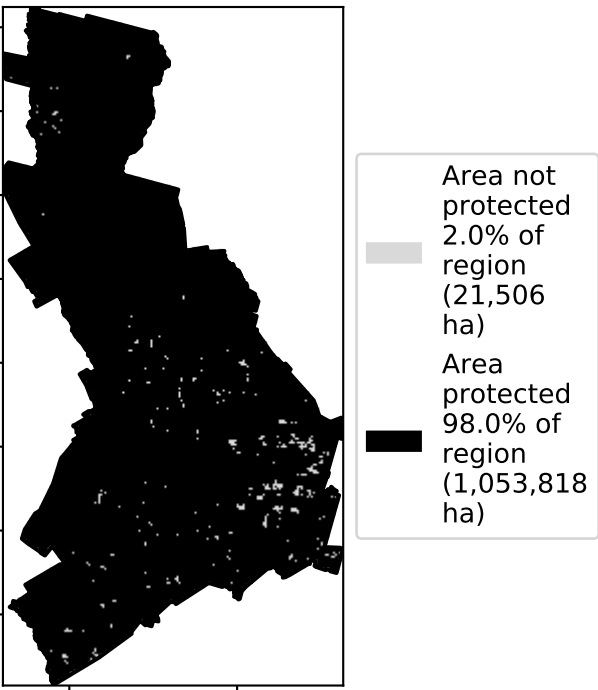 Area not
protected
2.0% of
region
(21,506
ha)
Area
protected
98.0% of
region
(1,053,818
ha)